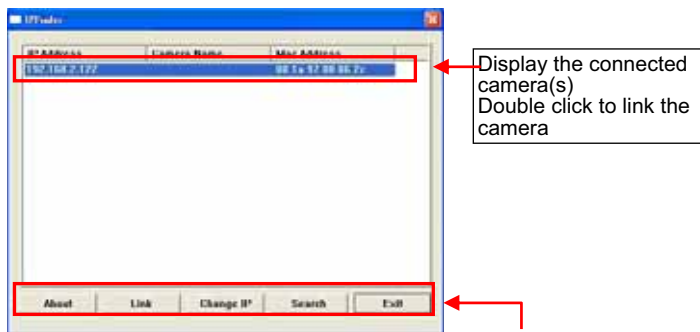 IPFinder
IP Address Camera Name Mac Address
192.168.2.122
Display the connected
camera(s)
Double click to link the
camera
About Link Change IP Search Exit